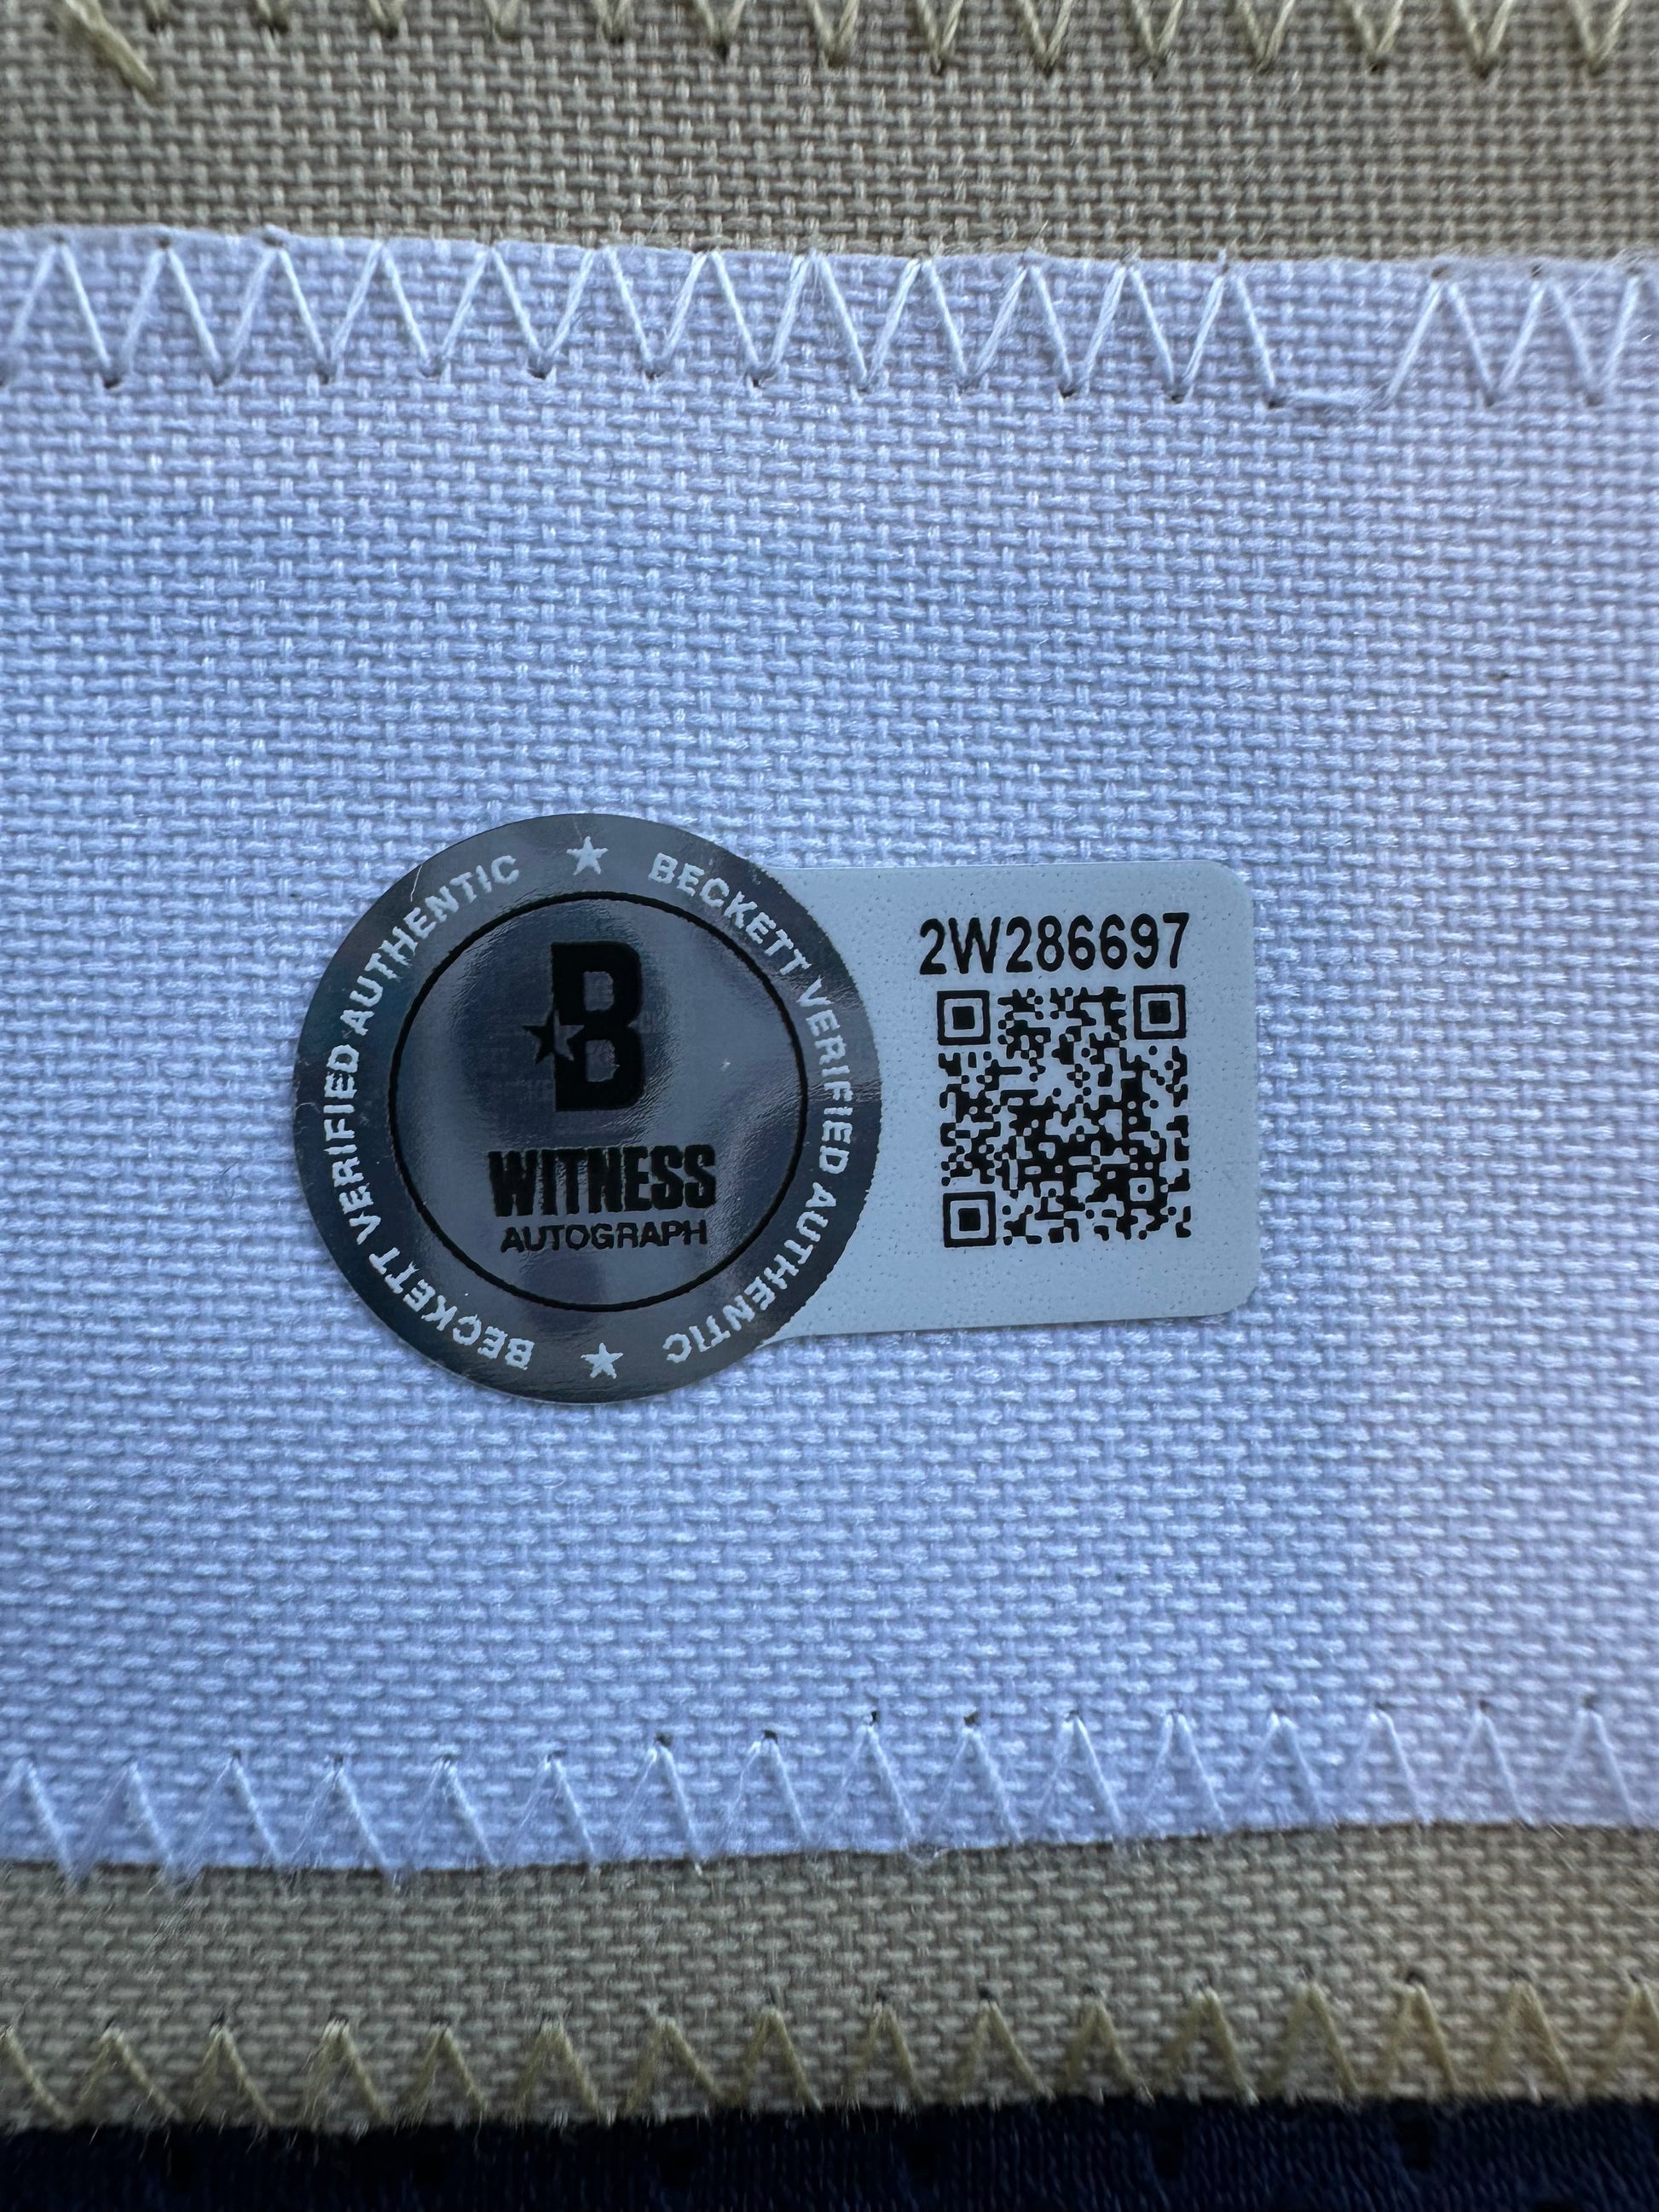 BECKETT VERIFIED AUTHENTIC
BECKETT VERIFIED AUTHENTIC
B
WITNESS
AUTOGRAPH
2W286697